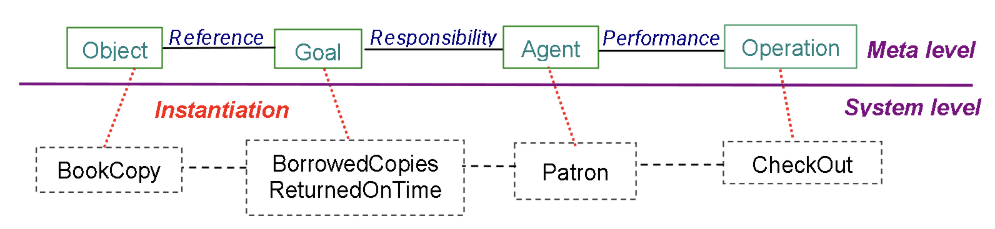 Object
Reference
Goal
Responsibility
Agent
Performance
Operation
Meta level
Instantiation
System level
BookCopy
BorrowedCopies
ReturnedOnTime
Patron
CheckOut